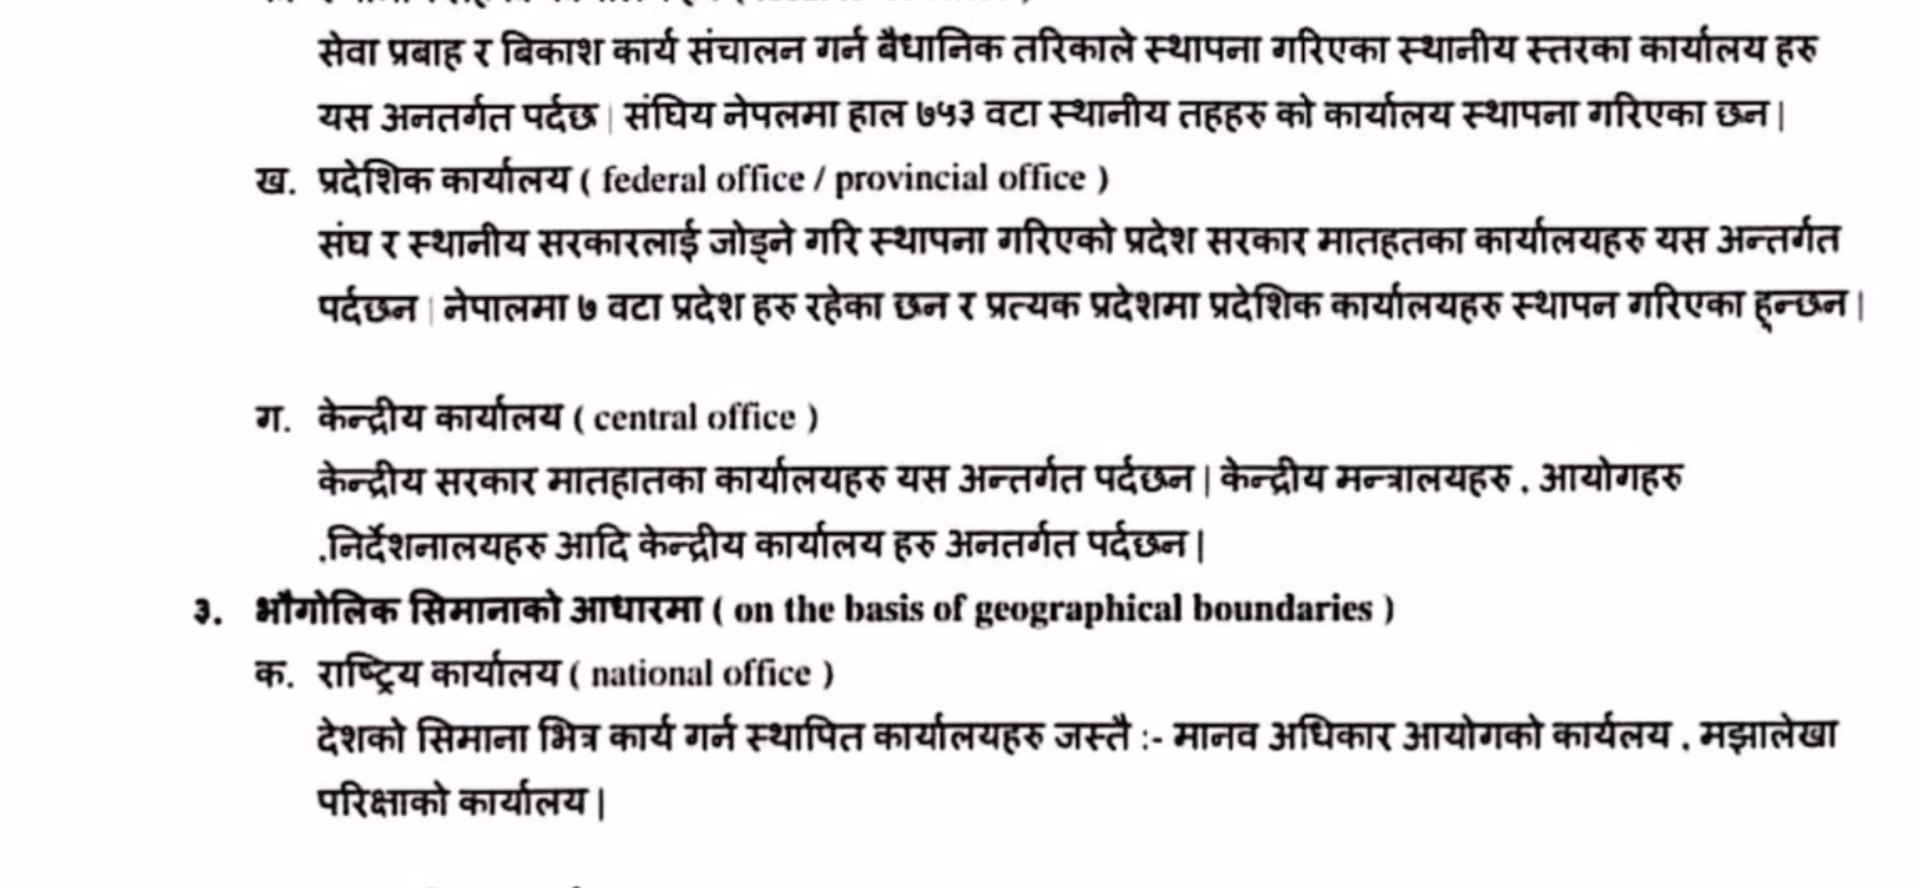 सेवा प्रबाह र बिकाश कार्य संचालन गर्न बैधानिक तरिकाले स्थापना गरिएका स्थानीय स्तरका कार्यालय हरु
यस अनतर्गत पर्दछ | संघिय नेपलमा हाल ७५३ वटा स्थानीय तहहरु को कार्यालय स्थापना गरिएका छन |
ख. प्रदेशिक कार्यालय ( federal office / provincial office )
संघ र स्थानीय सरकारलाई जोड्ने गरि स्थापना गरिएको प्रदेश सरकार मातहतका कार्यालयहरु यस अन्तर्गत
पर्दछन | नेपालमा ७ वटा प्रदेश हरु रहेका छन र प्रत्यक प्रदेशमा प्रदेशिक कार्यालयहरु स्थापन गरिएका हुन्छन |
ग. केन्द्रीय कार्यालय ( central office )
केन्द्रीय सरकार मातहातका कार्यालयहरु यस अन्तर्गत पर्दछन | केन्द्रीय मन्त्रालयहरु , आयोगहरु
,निर्देशनालयहरु आदि केन्द्रीय कार्यालय हरु अनतर्गत पर्दछन |
३. भौगोलिक सिमानाको आधारमा ( on the basis of geographical boundaries )
क. राष्ट्रिय कार्यालय ( national office )
देशको सिमाना भित्र कार्य गर्न स्थापित कार्यालयहरु जस्तै :- मानव अधिकार आयोगको कार्यलय , मझालेखा
परिक्षाको कार्यालय |